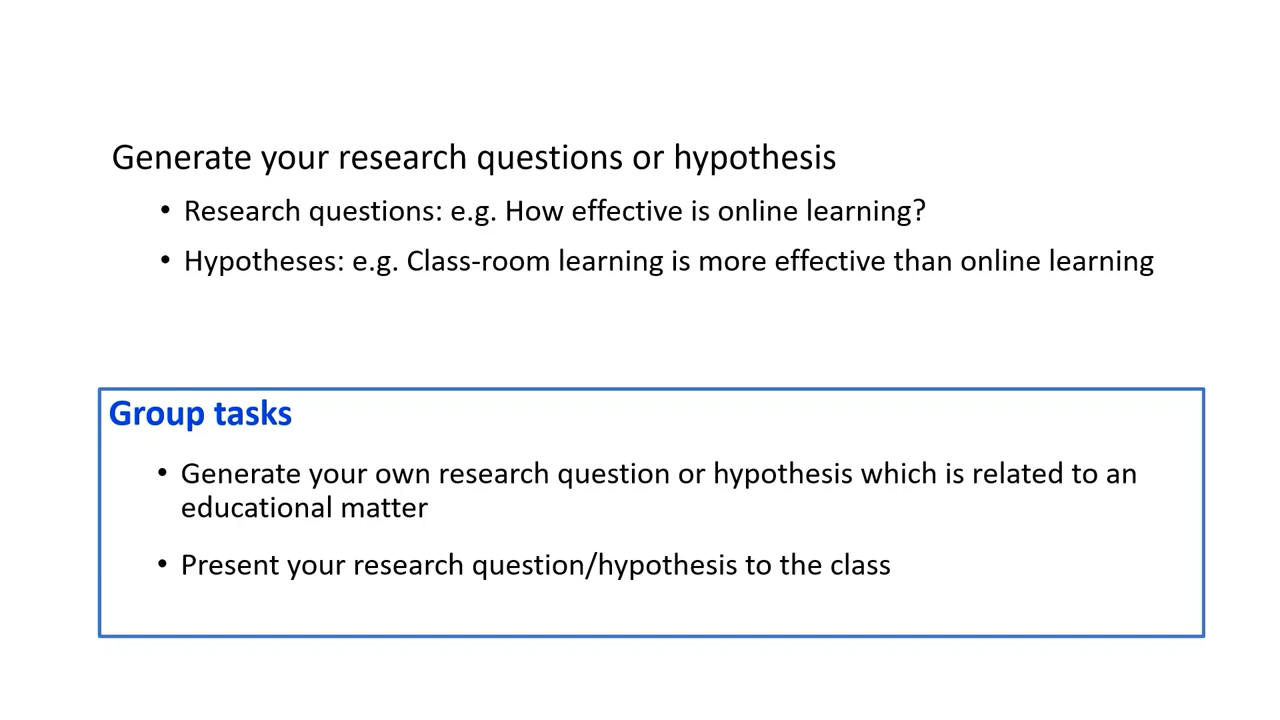 Generate your research questions or hypothesis
• Research questions: e.g. How effective is online learning?
• Hypotheses: e.g. Class-room learning is more effective than online learning
Group tasks
• Generate your own research question or hypothesis which is related to an
educational matter
• Present your research question/hypothesis to the class